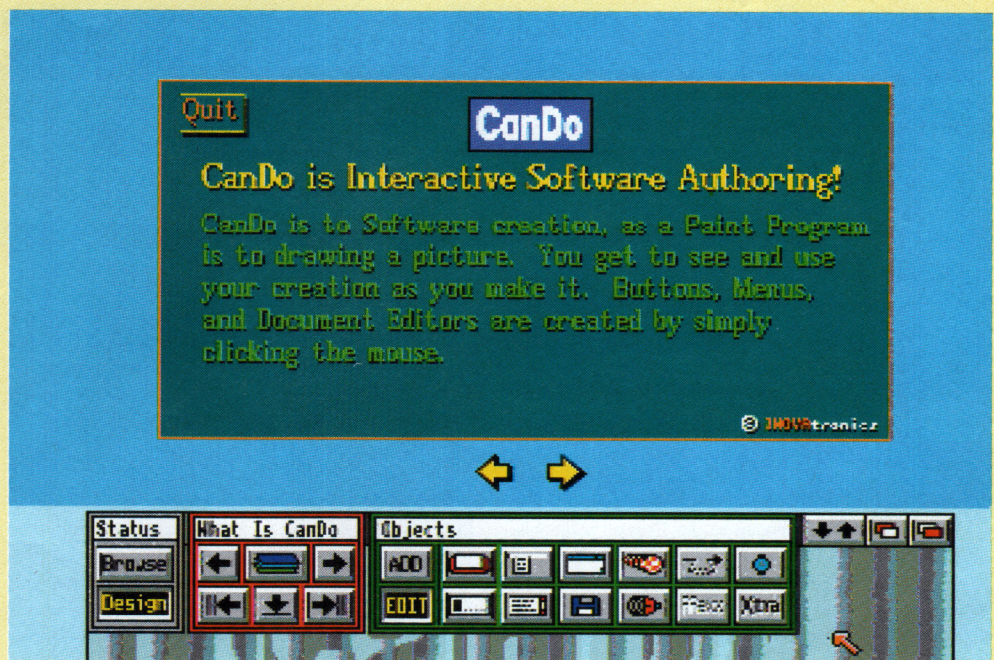 Quit
CanDo
CanDo is Interactive Software Authoring!
CanDo is to Software creation, as a Paint Program
is to drawing a picture. You get to see and use
your creation as you make it. Buttons, Menus,
and Document Editors are created by simply
clicking the mouse.
© INOVAtronics
Status
What Is CanDo
Objects
Browse
ADD
Design
EDIT
ARexx
Xtra